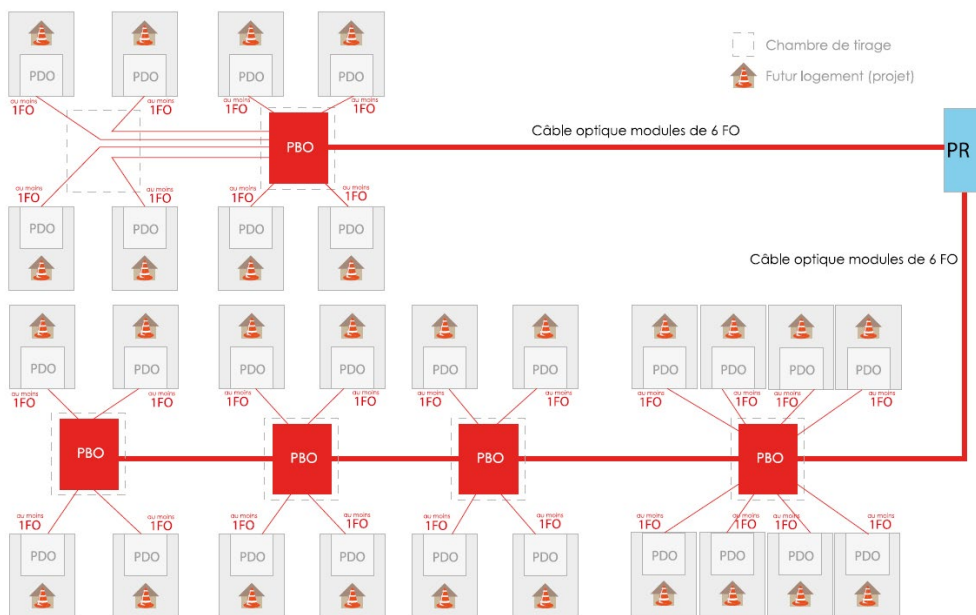 Chambre de tirage
Futur logement (projet)
PDO PDO PDO PDO
au moins au moins au moins au moins
1FO 1FO 1FO 1FO
Câble optique modules de 6 FO
PBO
PR
au moins au moins au moins au moins
1FO 1FO 1FO 1FO
PDO PDO PDO PDO
Câble optique modules de 6 FO
PDO PDO PDO PDO PDO PDO PDO PDO PDO PDO
au moins au moins au moins au moins au moins au moins au moins au moins au moins au moins
1FO 1FO 1FO 1FO 1FO 1FO 1FO 1FO 1FO 1FO
PBO PBO PBO PBO
au moins au moins au moins au moins au moins au moins au moins au moins au moins au moins
1FO 1FO 1FO 1FO 1FO 1FO 1FO 1FO 1FO 1FO
PDO PDO PDO PDO PDO PDO PDO PDO PDO PDO